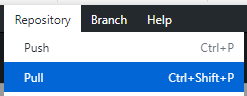 Repository Branch Help
Push Ctrl+P
Pull Ctrl+Shift+P